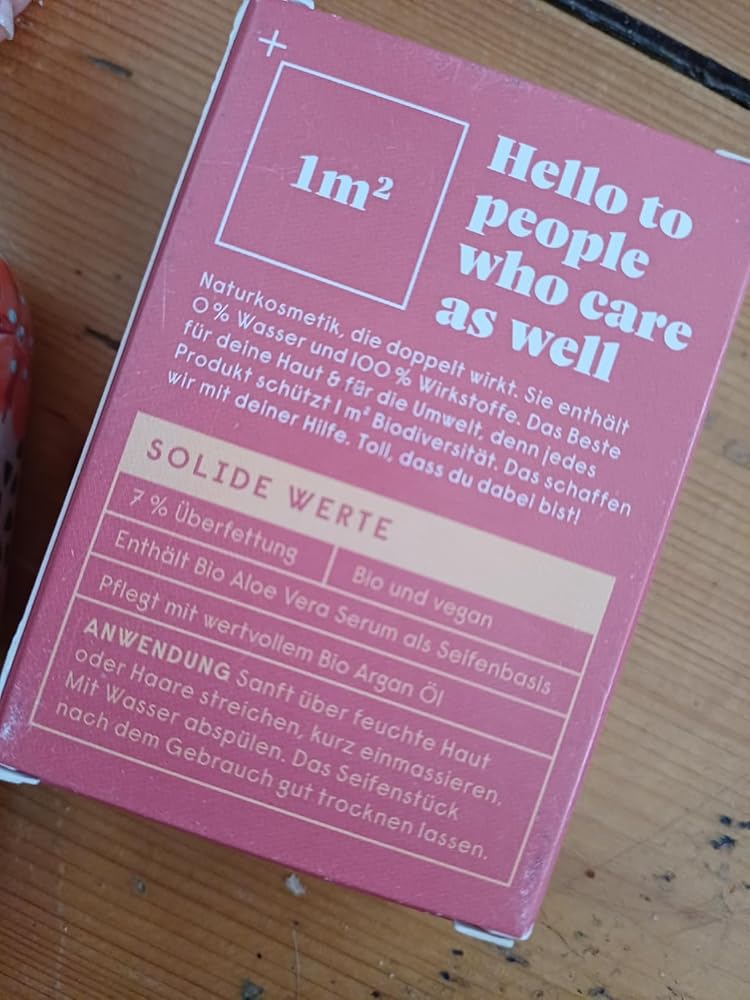 1m²
Hello to
people
who care
as well
Naturkosmetik, die doppelt wirkt. Sie enthält
0 % Wasser und 100 % Wirkstoffe. Das Beste
für deine Haut & für die Umwelt, denn jedes
Produkt schützt 1 m² Biodiversität. Das schaffen
wir mit deiner Hilfe. Toll, dass du dabei bist!
SOLIDE WERTE
7 % Überfettung
Bio und vegan
Enthält Bio Aloe Vera Serum als Seifenbasis
Pflegt mit wertvollem Bio Argan Öl
ANWENDUNG Sanft über feuchte Haut
oder Haare streichen, kurz einmassieren.
Mit Wasser abspülen. Das Seifenstück
nach dem Gebrauch gut trocknen lassen.